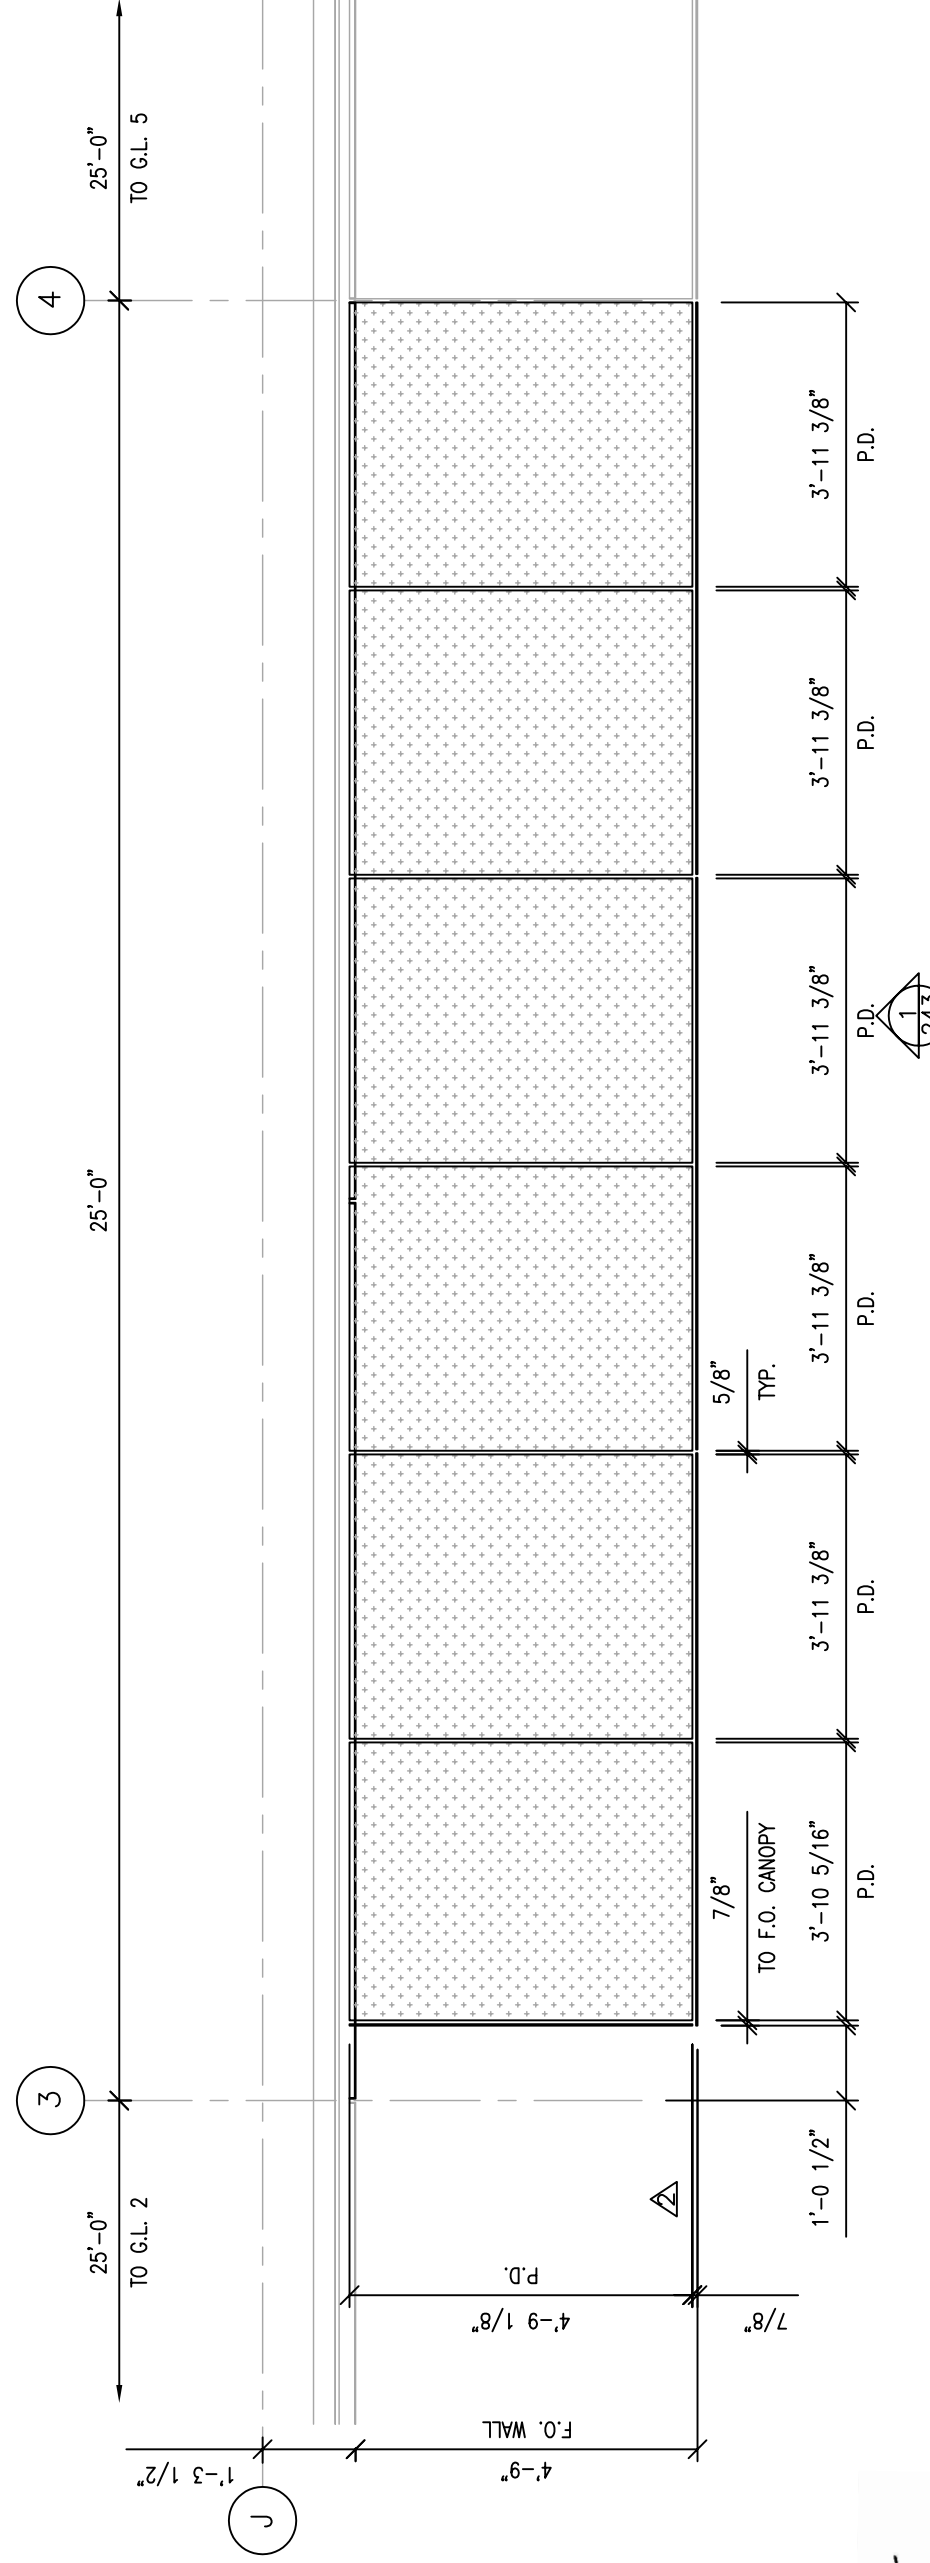 25'-0"
TO G.L. 5
4
25'-0"
3
25'-0"
TO G.L. 2
J
1'-3 1/2"
4'-9"
F.O. WALL
4'-9 1/8"
P.D.
7/8"
2
1'-0 1/2"
7/8"
TO F.O. CANOPY
3'-10 5/16"
P.D.
3'-11 3/8"
P.D.
5/8"
TYP.
3'-11 3/8"
P.D.
3'-11 3/8"
P.D.
3'-11 3/8"
P.D.
3'-11 3/8"
P.D.
1